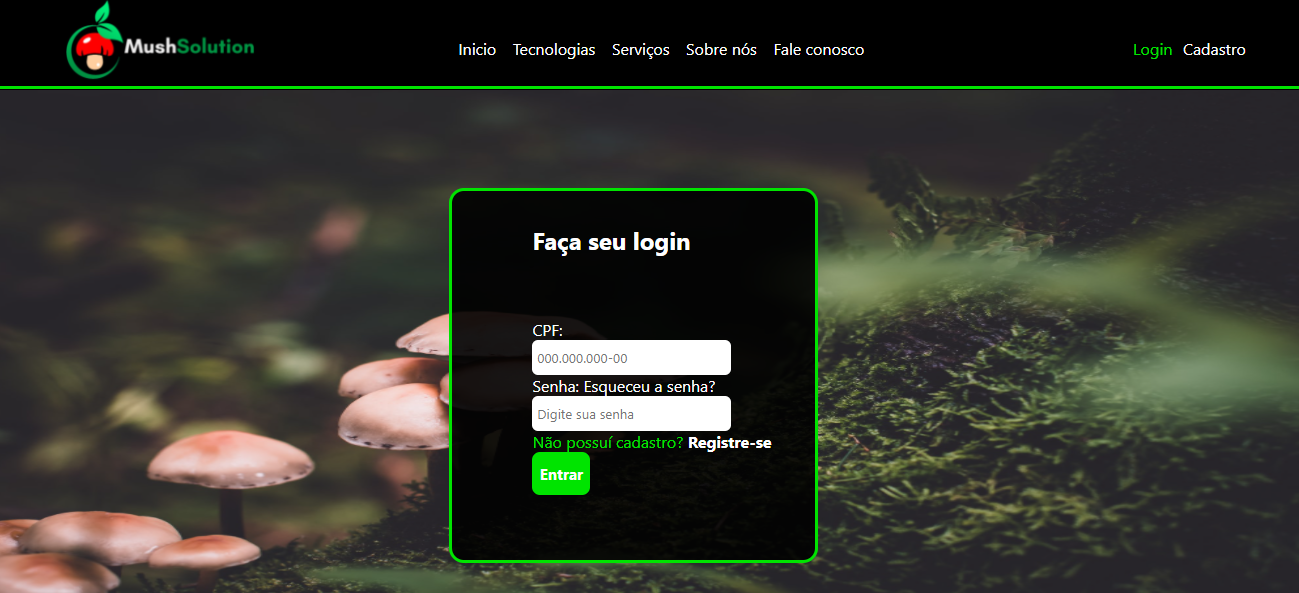 MushSolution
Inicio Tecnologias Serviços Sobre nós Fale conosco
Login Cadastro
Faça seu login
CPF:
000.000.000-00
Senha: Esqueceu a senha?
Digite sua senha
Não possuí cadastro? Registre-se
Entrar